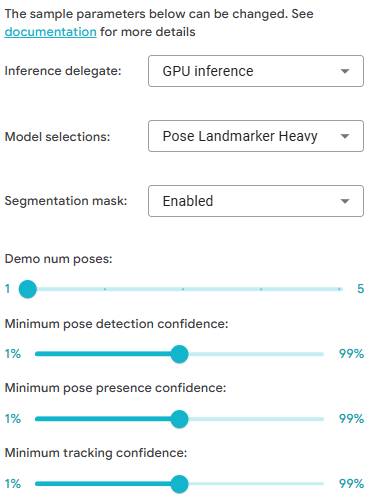 The sample parameters below can be changed. See
documentation for more details
Inference delegate: GPU inference
Model selections: Pose Landmarker Heavy
Segmentation mask: Enabled
Demo num poses:
1 5
Minimum pose detection confidence:
1% 99%
Minimum pose presence confidence:
1% 99%
Minimum tracking confidence:
1% 99%